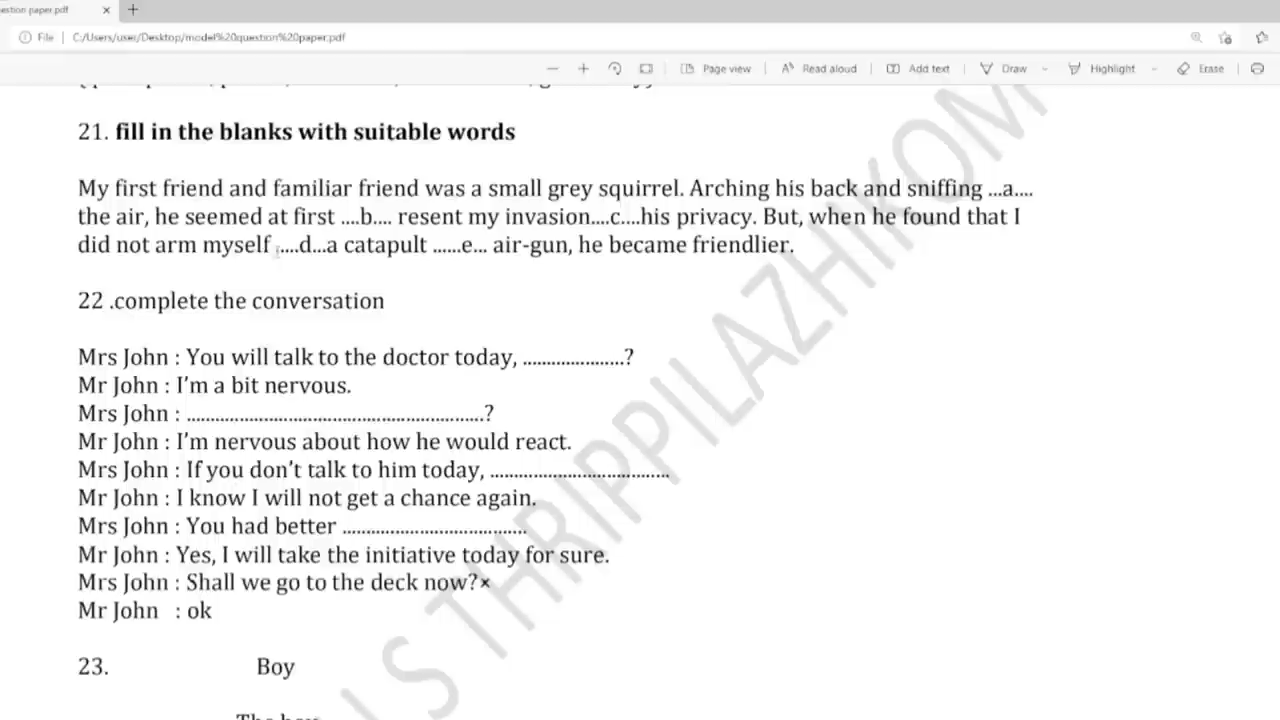 estion paper.pdf
File | C:/Users/user/Desktop/model%20question%20paper.pdf
Page view | Read aloud | Add text | Draw | Highlight | Erase
21. fill in the blanks with suitable words
My first friend and familiar friend was a small grey squirrel. Arching his back and sniffing ...a....
the air, he seemed at first ....b.... resent my invasion....c....his privacy. But, when he found that I
did not arm myself ....d...a catapult ......e... air-gun, he became friendlier.
22 .complete the conversation
Mrs John : You will talk to the doctor today, ......................?
Mr John : I’m a bit nervous.
Mrs John : ................................................................?
Mr John : I’m nervous about how he would react.
Mrs John : If you don’t talk to him today, .......................................
Mr John : I know I will not get a chance again.
Mrs John : You had better ........................................
Mr John : Yes, I will take the initiative today for sure.
Mrs John : Shall we go to the deck now?×
Mr John : ok
23. Boy
The boy
S THRIPPILAZHIKOM